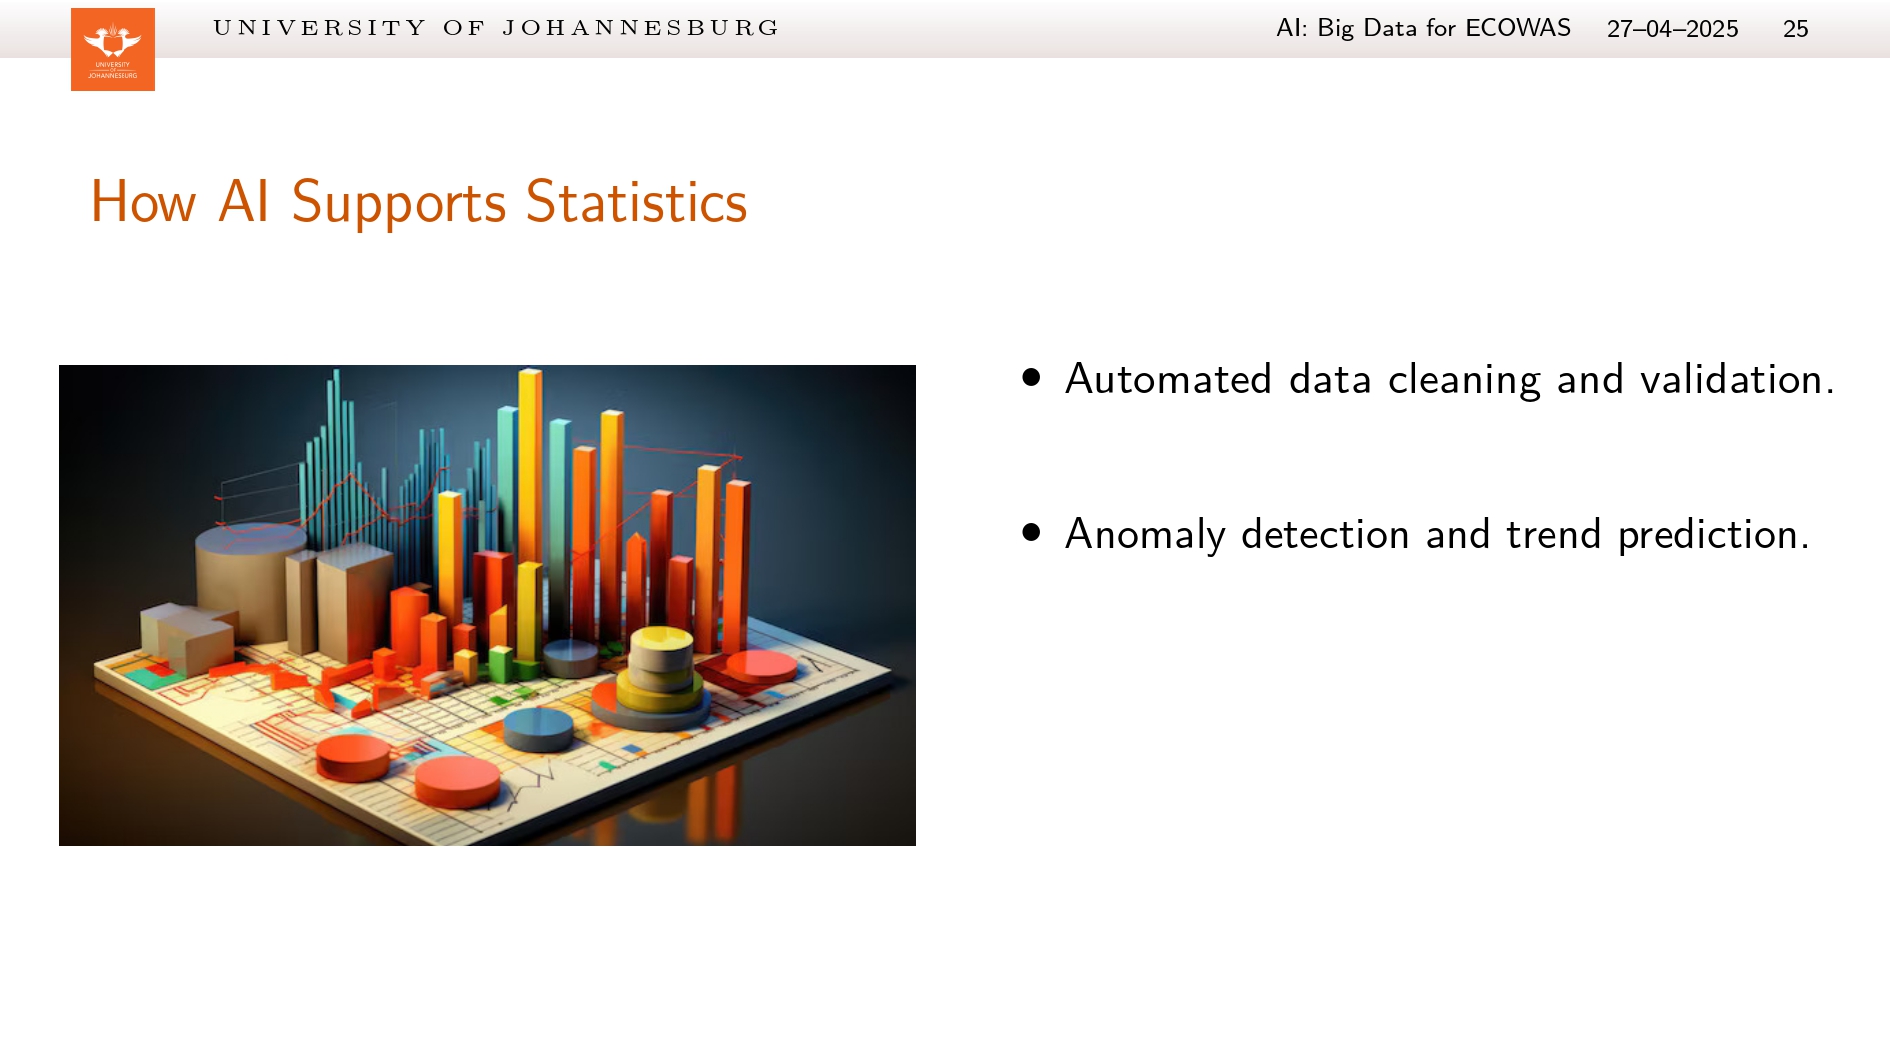 UNIVERSITY OF JOHANNESBURG
AI: Big Data for ECOWAS 27–04–2025 25
UNIVERSITY
OF
JOHANNESBURG
How AI Supports Statistics
• Automated data cleaning and validation.
• Anomaly detection and trend prediction.